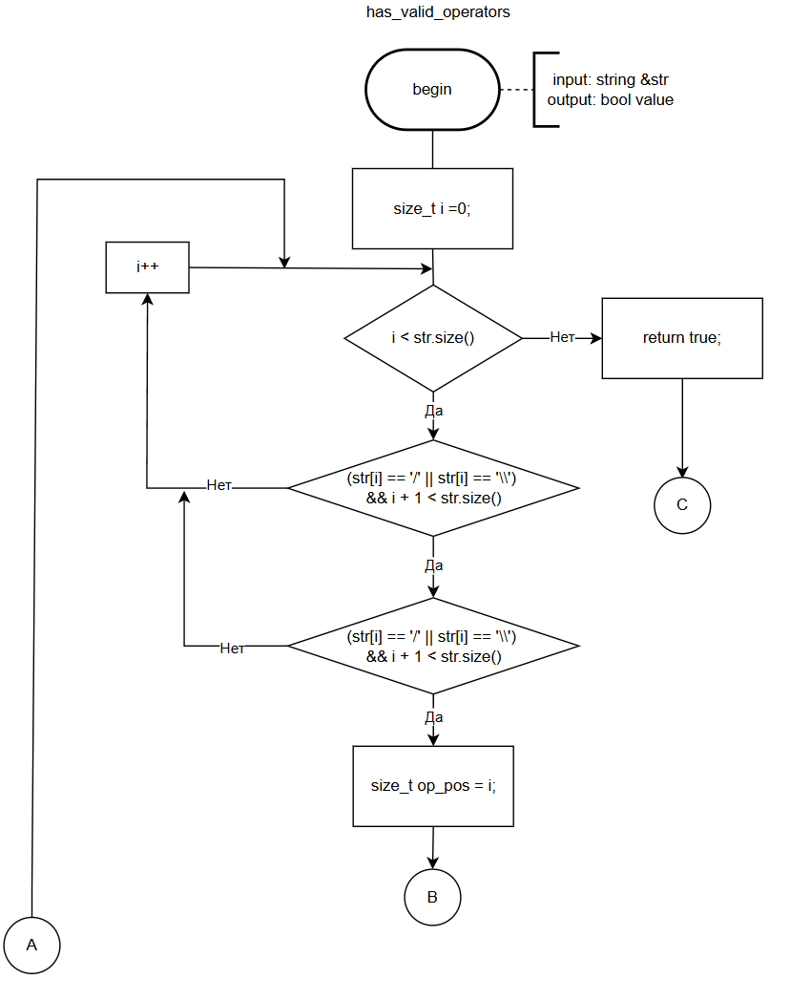 has_valid_operators
begin
input: string &str
output: bool value
size_t i =0;
i++
i < str.size()
Нет
return true;
Да
(str[i] == '/' || str[i] == '\\')
&& i + 1 < str.size()
Нет
C
Да
(str[i] == '/' || str[i] == '\\')
&& i + 1 < str.size()
Нет
Да
size_t op_pos = i;
B
A